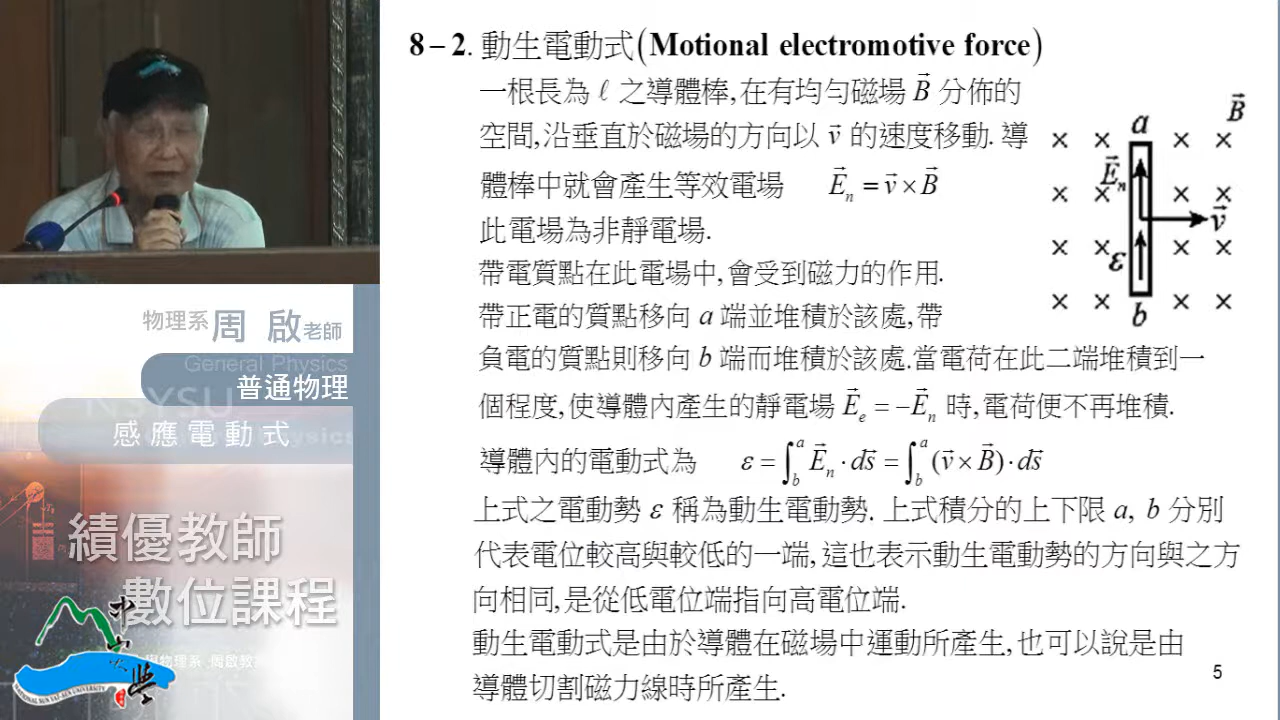 8－2. 動生電動式(Motional electromotive force)
一根長為 ℓ 之導體棒,在有均勻磁場 B⃗ 分佈的
空間,沿垂直於磁場的方向以 v⃗ 的速度移動. 導
體棒中就會產生等效電場 E⃗n = v⃗ × B⃗
此電場為非靜電場.
帶電質點在此電場中,會受到磁力的作用.
帶正電的質點移向 a 端並堆積於該處,帶
負電的質點則移向 b 端而堆積於該處.當電荷在此二端堆積到一
個程度,使導體內產生的靜電場 E⃗e = −E⃗n 時,電荷便不再堆積.
導體內的電動式為 ε = ∫_b^a E⃗n · ds⃗ = ∫_b^a (v⃗ × B⃗) · ds⃗
上式之電動勢 ε 稱為動生電動勢. 上式積分的上下限 a, b 分別
代表電位較高與較低的一端,這也表示動生電動勢的方向與之方
向相同,是從低電位端指向高電位端.
動生電動式是由於導體在磁場中運動所產生,也可以說是由
導體切割磁力線時所產生.
a
B⃗
× × × ×
E⃗n
× × × ×
v⃗
× × × ×
ε
× × × ×
b
5
物理系 周 啟 老師
General Physics
普通物理
NSYSU
感應電動式
績優教師
數位課程
中山大學
NATIONAL SUN YAT-SEN UNIVERSITY